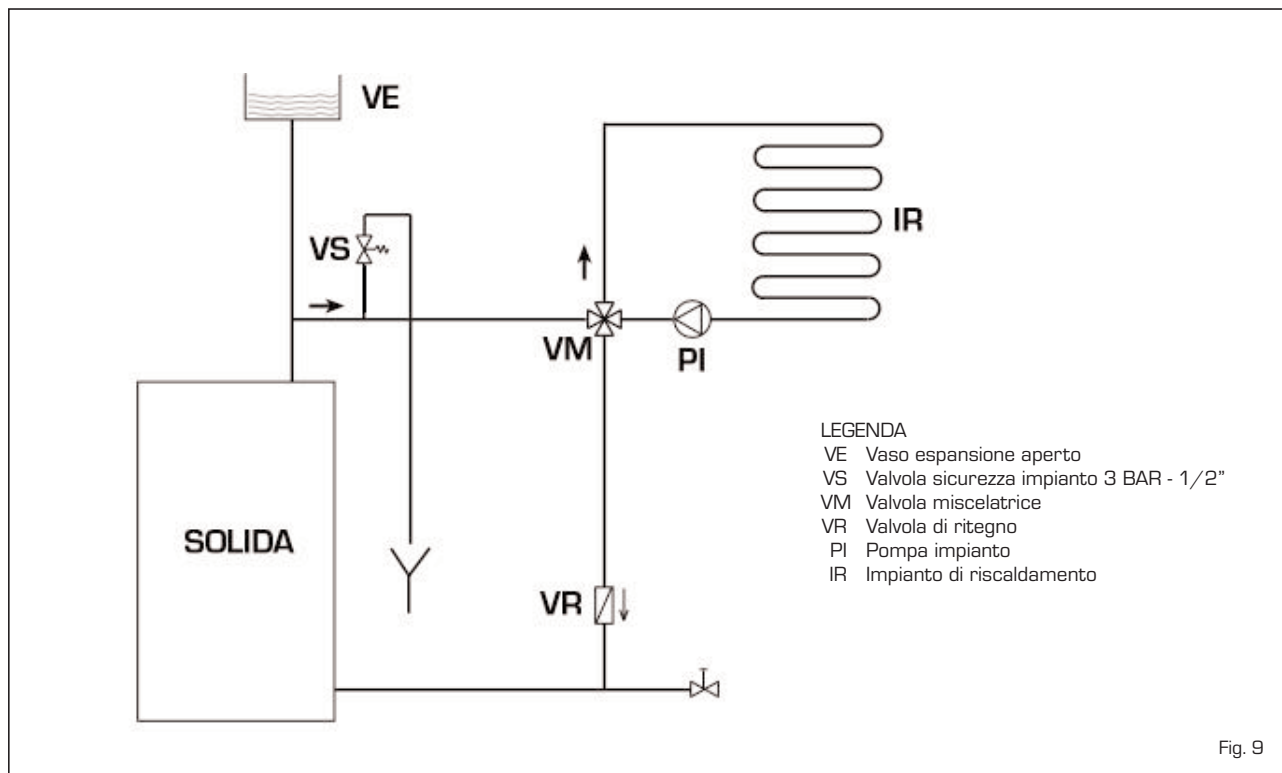 VE
VS
IR
VM
PI
SOLIDA
VR
LEGENDA
VE Vaso espansione aperto
VS Valvola sicurezza impianto 3 BAR - 1/2”
VM Valvola miscelatrice
VR Valvola di ritegno
PI Pompa impianto
IR Impianto di riscaldamento
Fig. 9